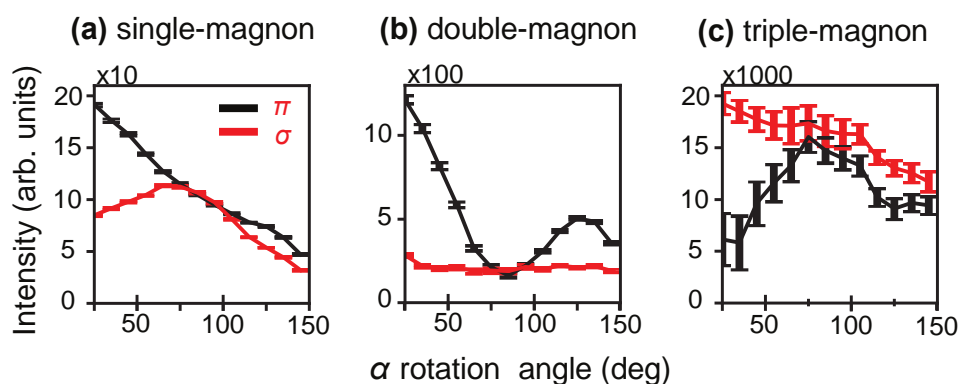 (a) single-magnon
(b) double-magnon
(c) triple-magnon
Intensity (arb. units)
x10
20
15
10
5
0
50
100
150
π
σ
x100
10
5
0
50
100
150
x1000
20
15
10
5
0
50
100
150
α rotation angle (deg)